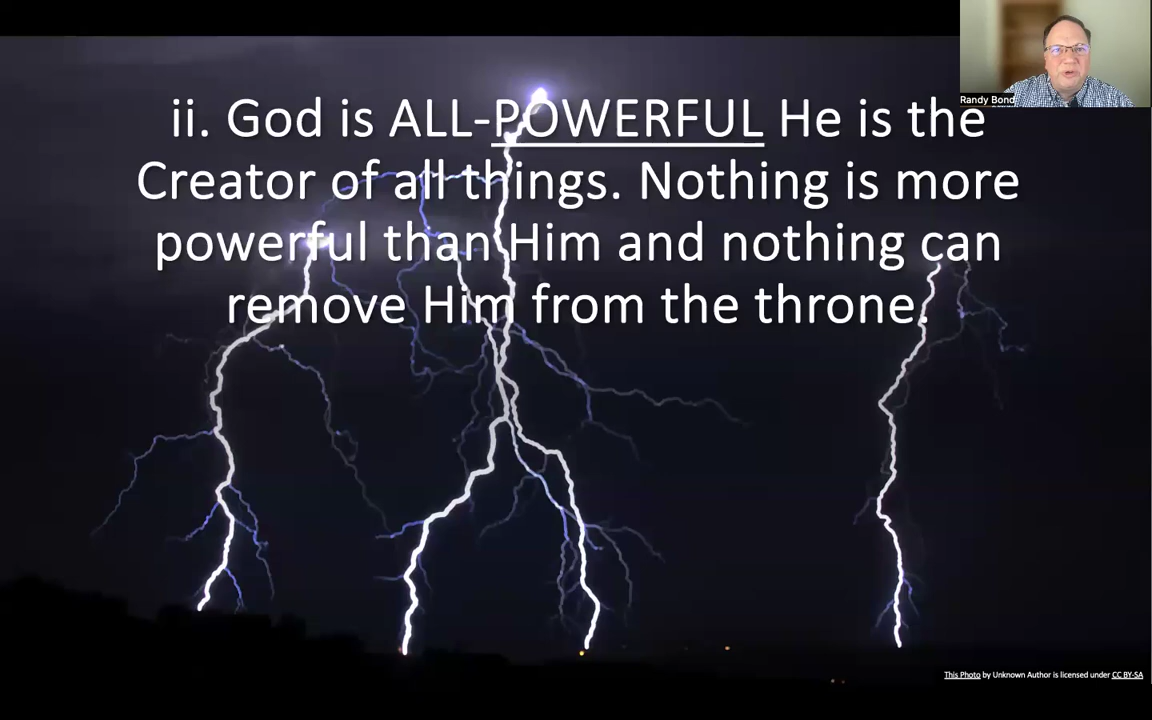 Randy Bond
ii. God is ALL-POWERFUL He is the
Creator of all things. Nothing is more
powerful than Him and nothing can
remove Him from the throne.
This Photo by Unknown Author is licensed under CC BY-SA